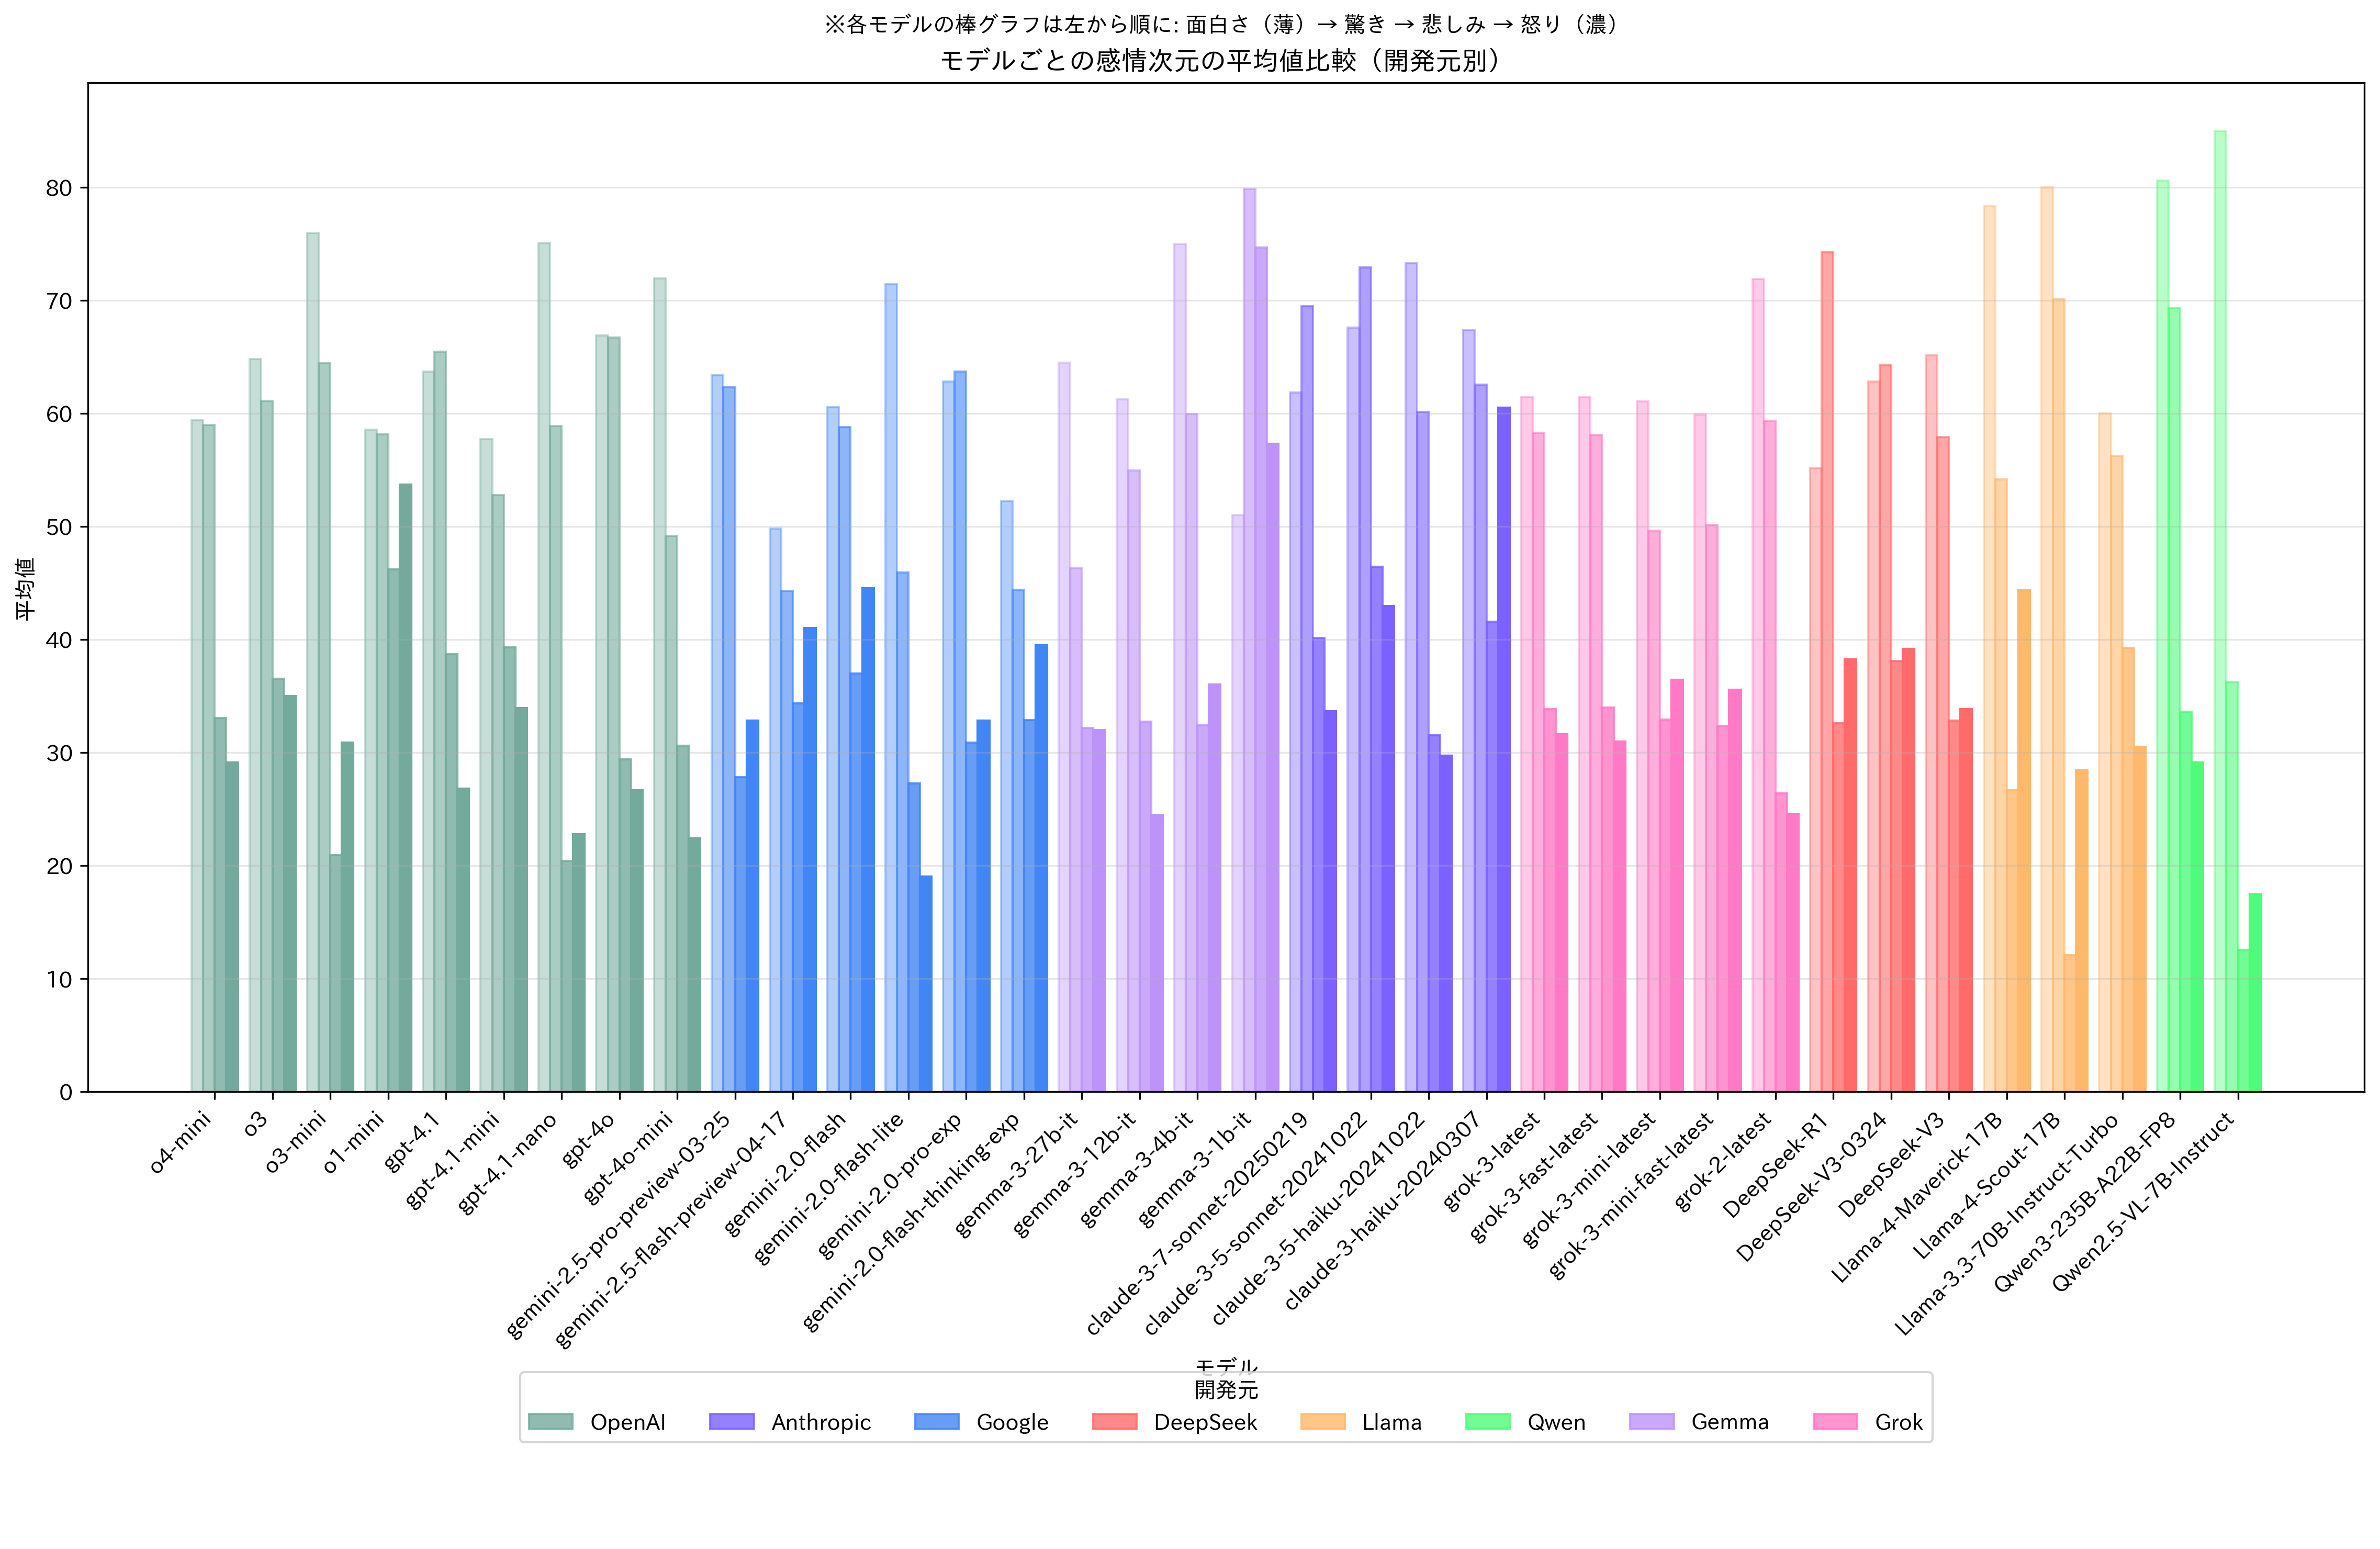 ※各モデルの棒グラフは左から順に: 面白さ（薄）→ 驚き → 悲しみ → 怒り（濃）
モデルごとの感情次元の平均値比較（開発元別）
平均値
80
70
60
50
40
30
20
10
0
o4-mini
o3
o3-mini
o1-mini
gpt-4.1
gpt-4.1-mini
gpt-4.1-nano
gpt-4o
gpt-4o-mini
gemini-2.5-pro-preview-03-25
gemini-2.5-flash-preview-04-17
gemini-2.0-flash
gemini-2.0-flash-lite
gemini-2.0-pro-exp
gemini-2.0-flash-thinking-exp
gemma-3-27b-it
gemma-3-12b-it
gemma-3-4b-it
gemma-3-1b-it
claude-3-7-sonnet-20250219
claude-3-5-sonnet-20241022
claude-3-5-haiku-20241022
claude-3-haiku-20240307
grok-3-latest
grok-3-fast-latest
grok-3-mini-latest
grok-3-mini-fast-latest
grok-2-latest
DeepSeek-R1
DeepSeek-V3-0324
DeepSeek-V3
Llama-4-Maverick-17B
Llama-4-Scout-17B
Llama-3.3-70B-Instruct-Turbo
Qwen3-235B-A22B-FP8
Qwen2.5-VL-7B-Instruct
モデル
開発元
OpenAI
Anthropic
Google
DeepSeek
Llama
Qwen
Gemma
Grok